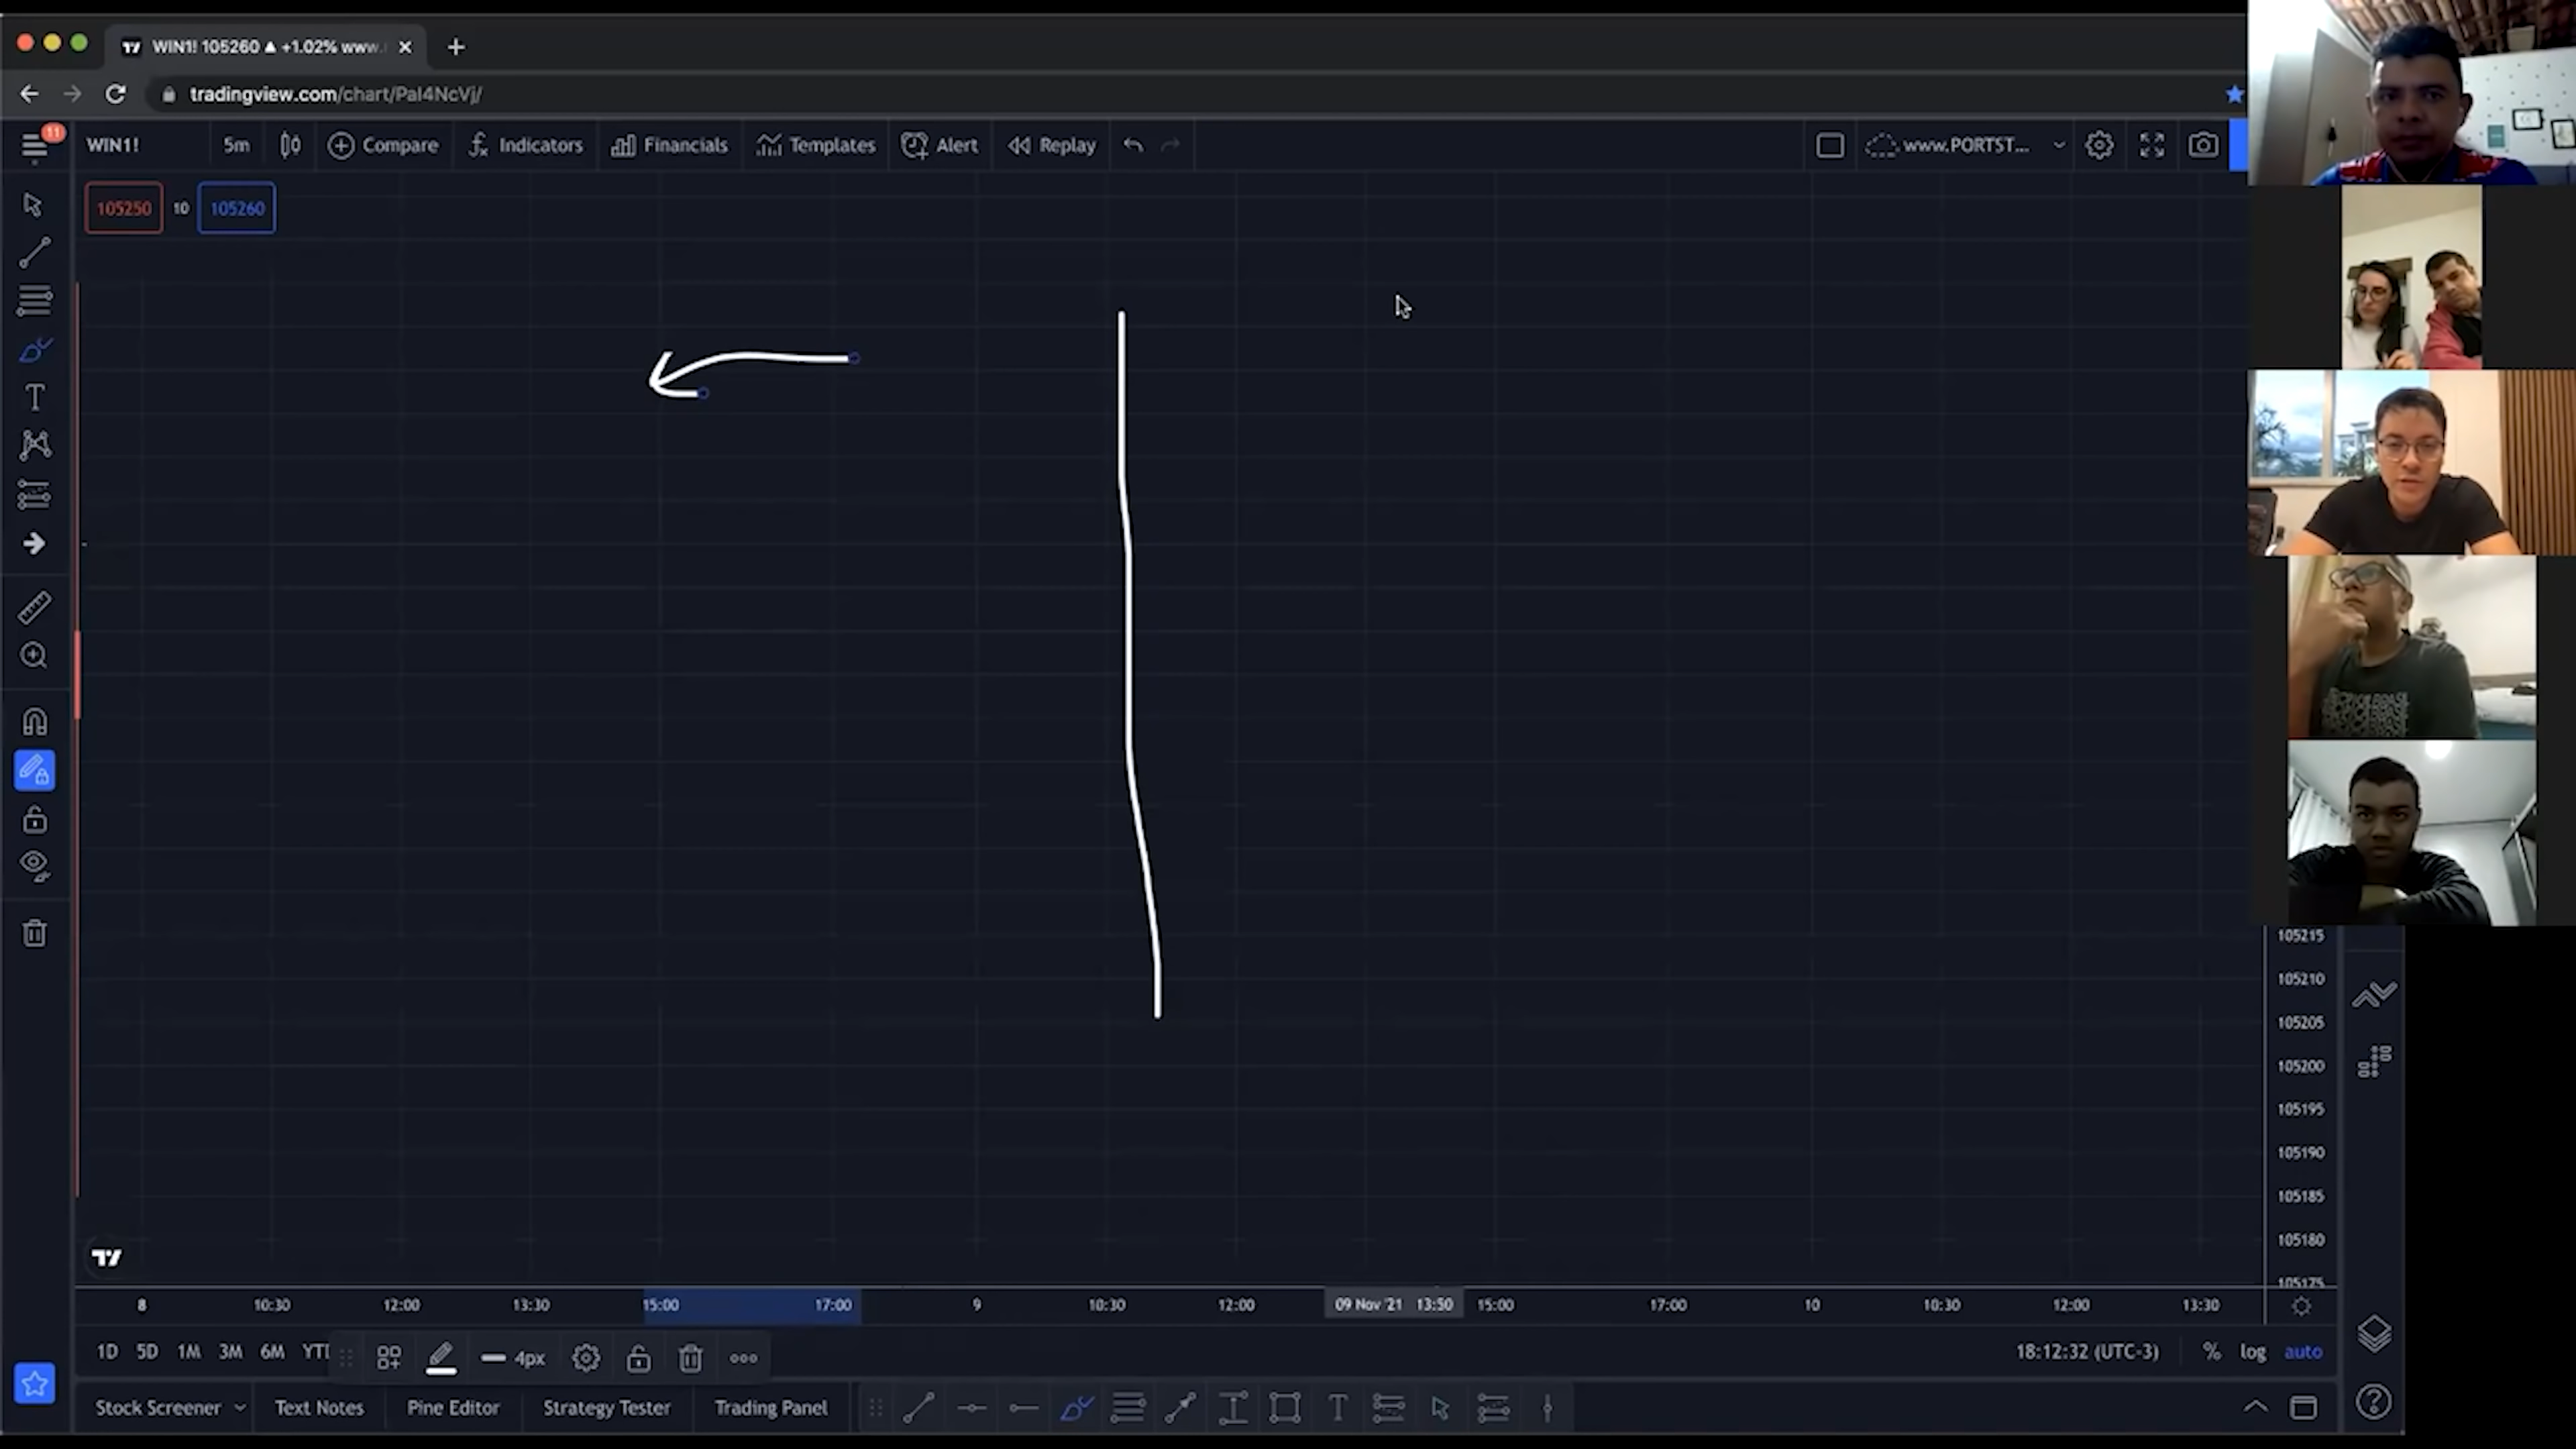 WIN1! 105260 ▲ +1.02% www.
tradingview.com/chart/PaI4NcVj/
11
WIN1! 5m Compare Indicators Financials Templates Alert Replay www.PORTST...
105250 10 105260
105215
105210
105205
105200
105195
105190
105185
105180
105175
8 10:30 12:00 13:30 15:00 17:00 9 10:30 12:00 09 Nov '21 13:50 15:00 17:00 10 10:30 12:00 13:30
1D 5D 1M 3M 6M YTD 4px 18:12:32 (UTC-3) % log auto
Stock Screener Text Notes Pine Editor Strategy Tester Trading Panel